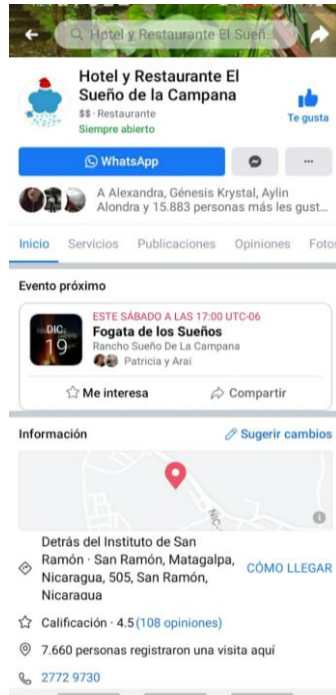 Hotel y Restaurante El Sueñ...
Hotel y Restaurante El
Sueño de la Campana
$$ · Restaurante
Siempre abierto
Te gusta
WhatsApp
A Alexandra, Génesis Krystal, Aylin
Alondra y 15.883 personas más les gust...
Inicio Servicios Publicaciones Opiniones Fotos
Evento próximo
DIC.
19
ESTE SÁBADO A LAS 17:00 UTC-06
Fogata de los Sueños
Rancho Sueño De La Campana
Patricia y Arai
Me interesa Compartir
Información Sugerir cambios
NIC
Detrás del Instituto de San
Ramón · San Ramón, Matagalpa,
Nicaragua, 505, San Ramón,
Nicaragua
CÓMO LLEGAR
Calificación · 4.5 (108 opiniones)
7.660 personas registraron una visita aquí
2772 9730